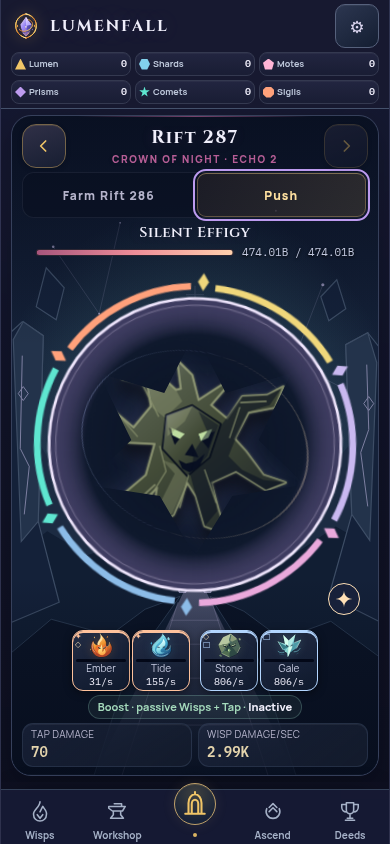 LUMENFALL
Lumen 0
Shards 0
Motes 0
Prisms 0
Comets 0
Sigils 0
Rift 287
CROWN OF NIGHT · ECHO 2
Farm Rift 286
Push
Silent Effigy
474.01B / 474.01B
Ember
31/s
Tide
155/s
Stone
806/s
Gale
806/s
Boost · passive Wisps + Tap · Inactive
TAP DAMAGE
70
WISP DAMAGE/SEC
2.99K
Wisps
Workshop
Ascend
Deeds